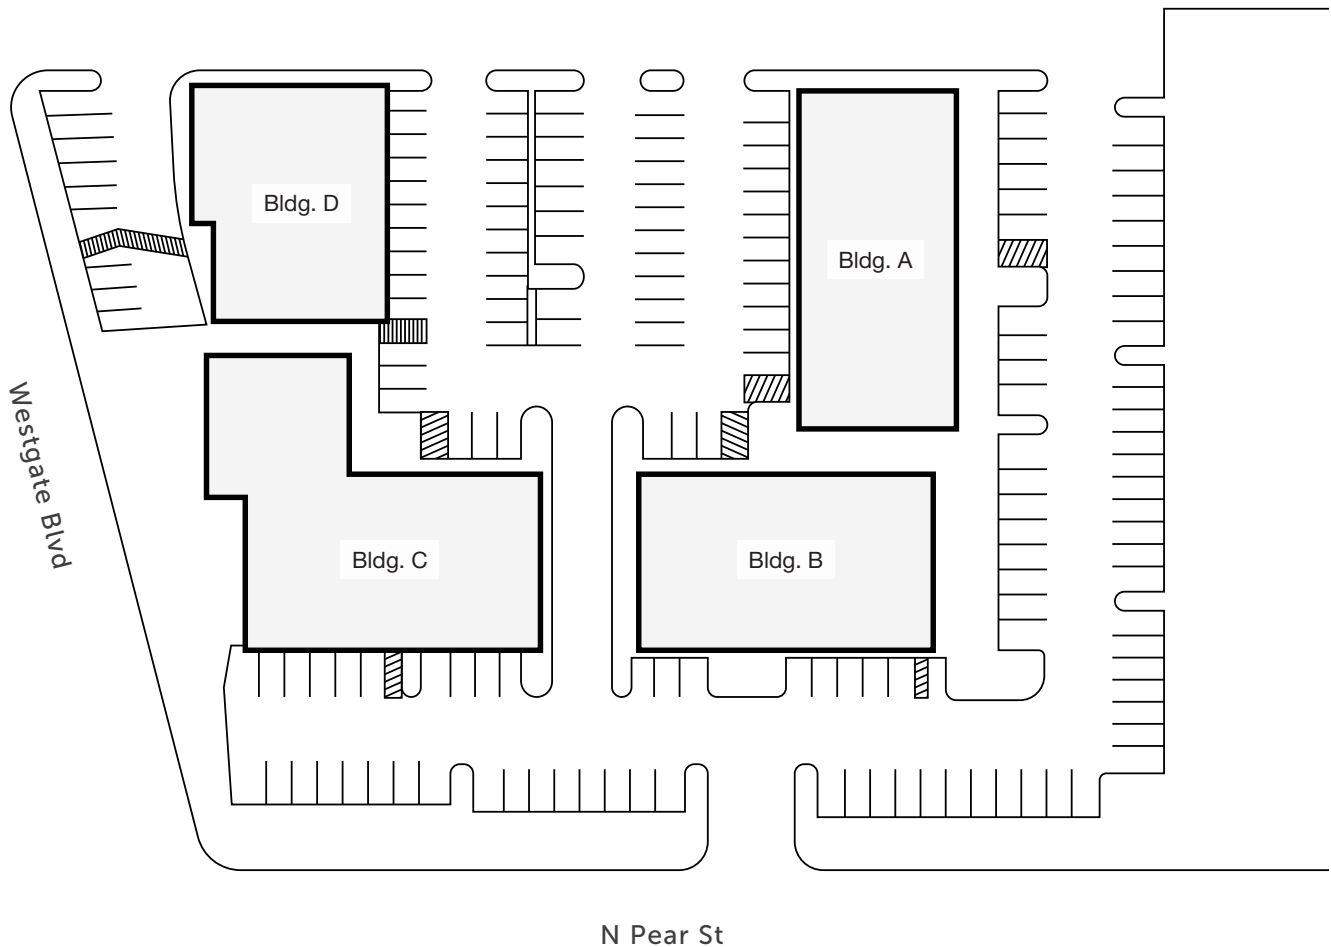 Bldg. D
Bldg. A
Westgate Blvd
Bldg. C
Bldg. B
N Pear St